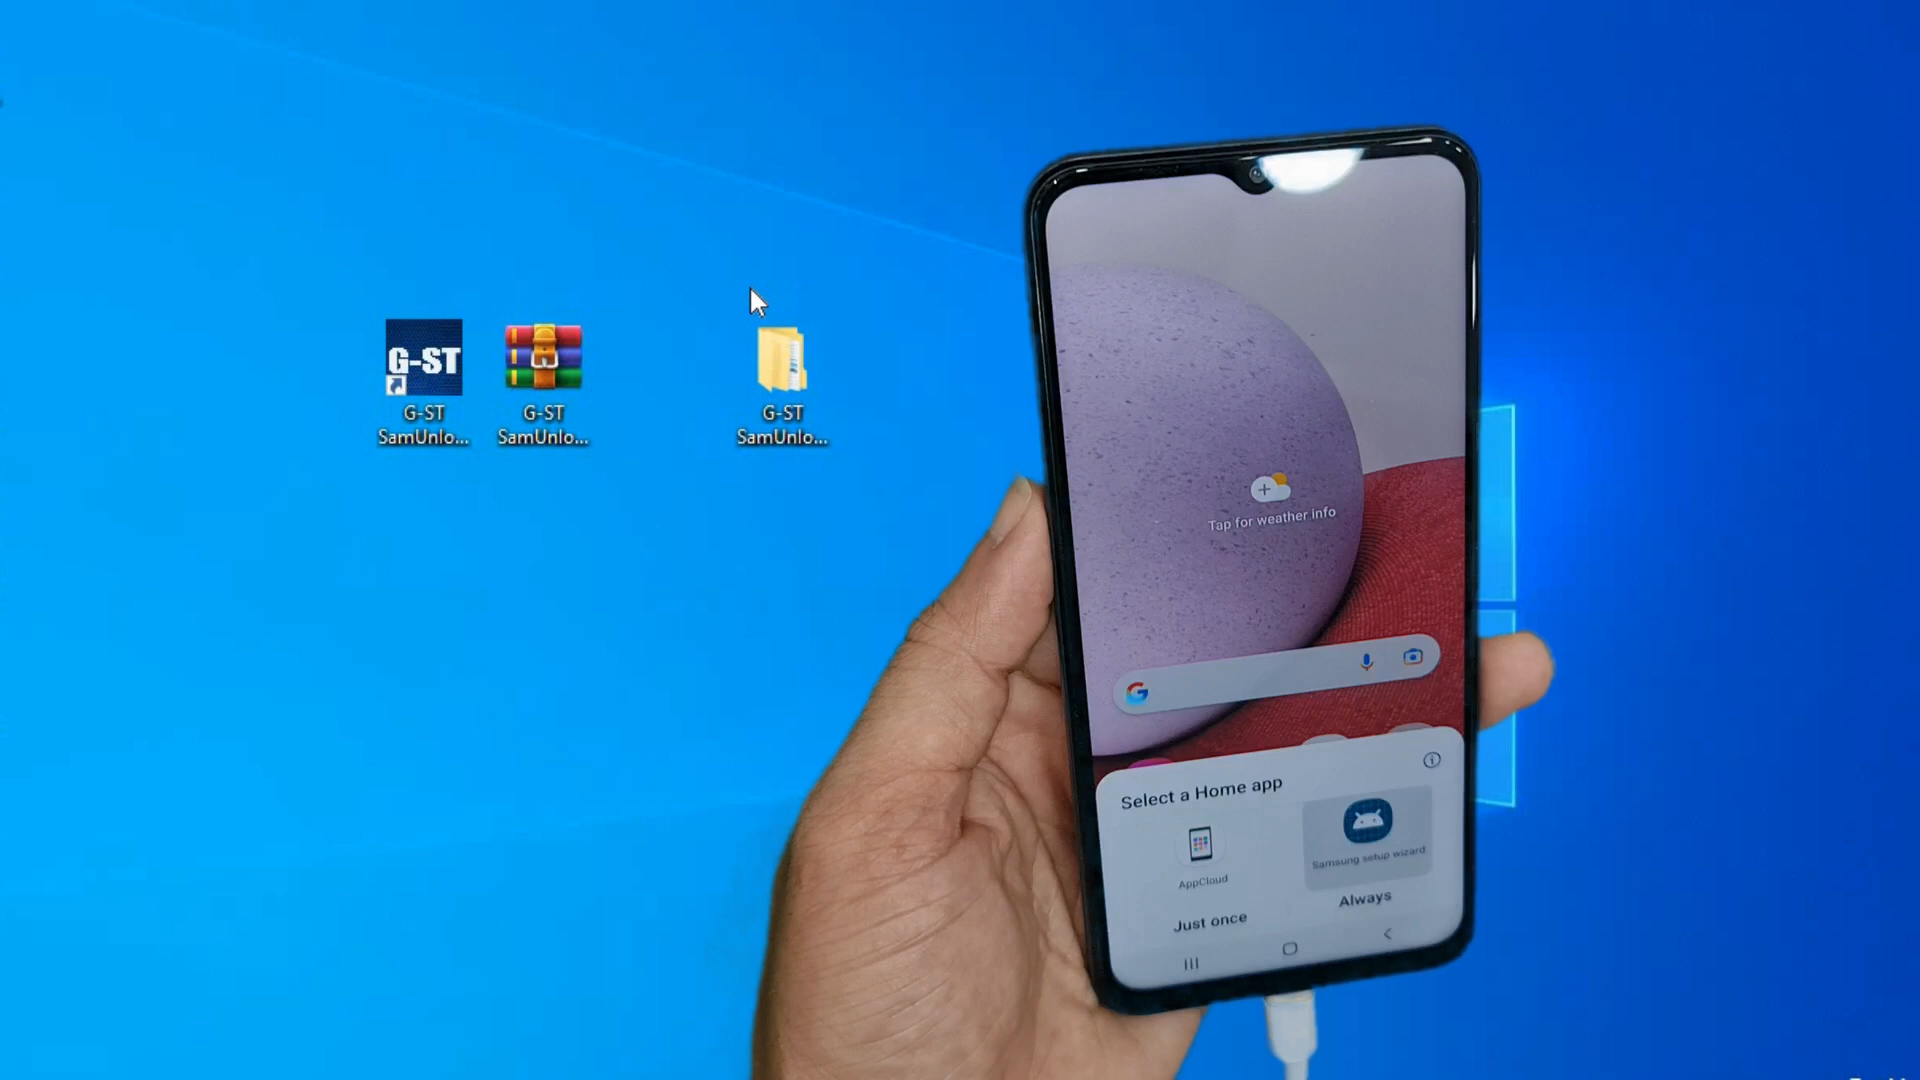 G-ST
G-ST
SamUnlo...
G-ST
SamUnlo...
G-ST
SamUnlo...
Tap for weather info
G
Select a Home app
AppCloud
Samsung setup wizard
Just once
Always